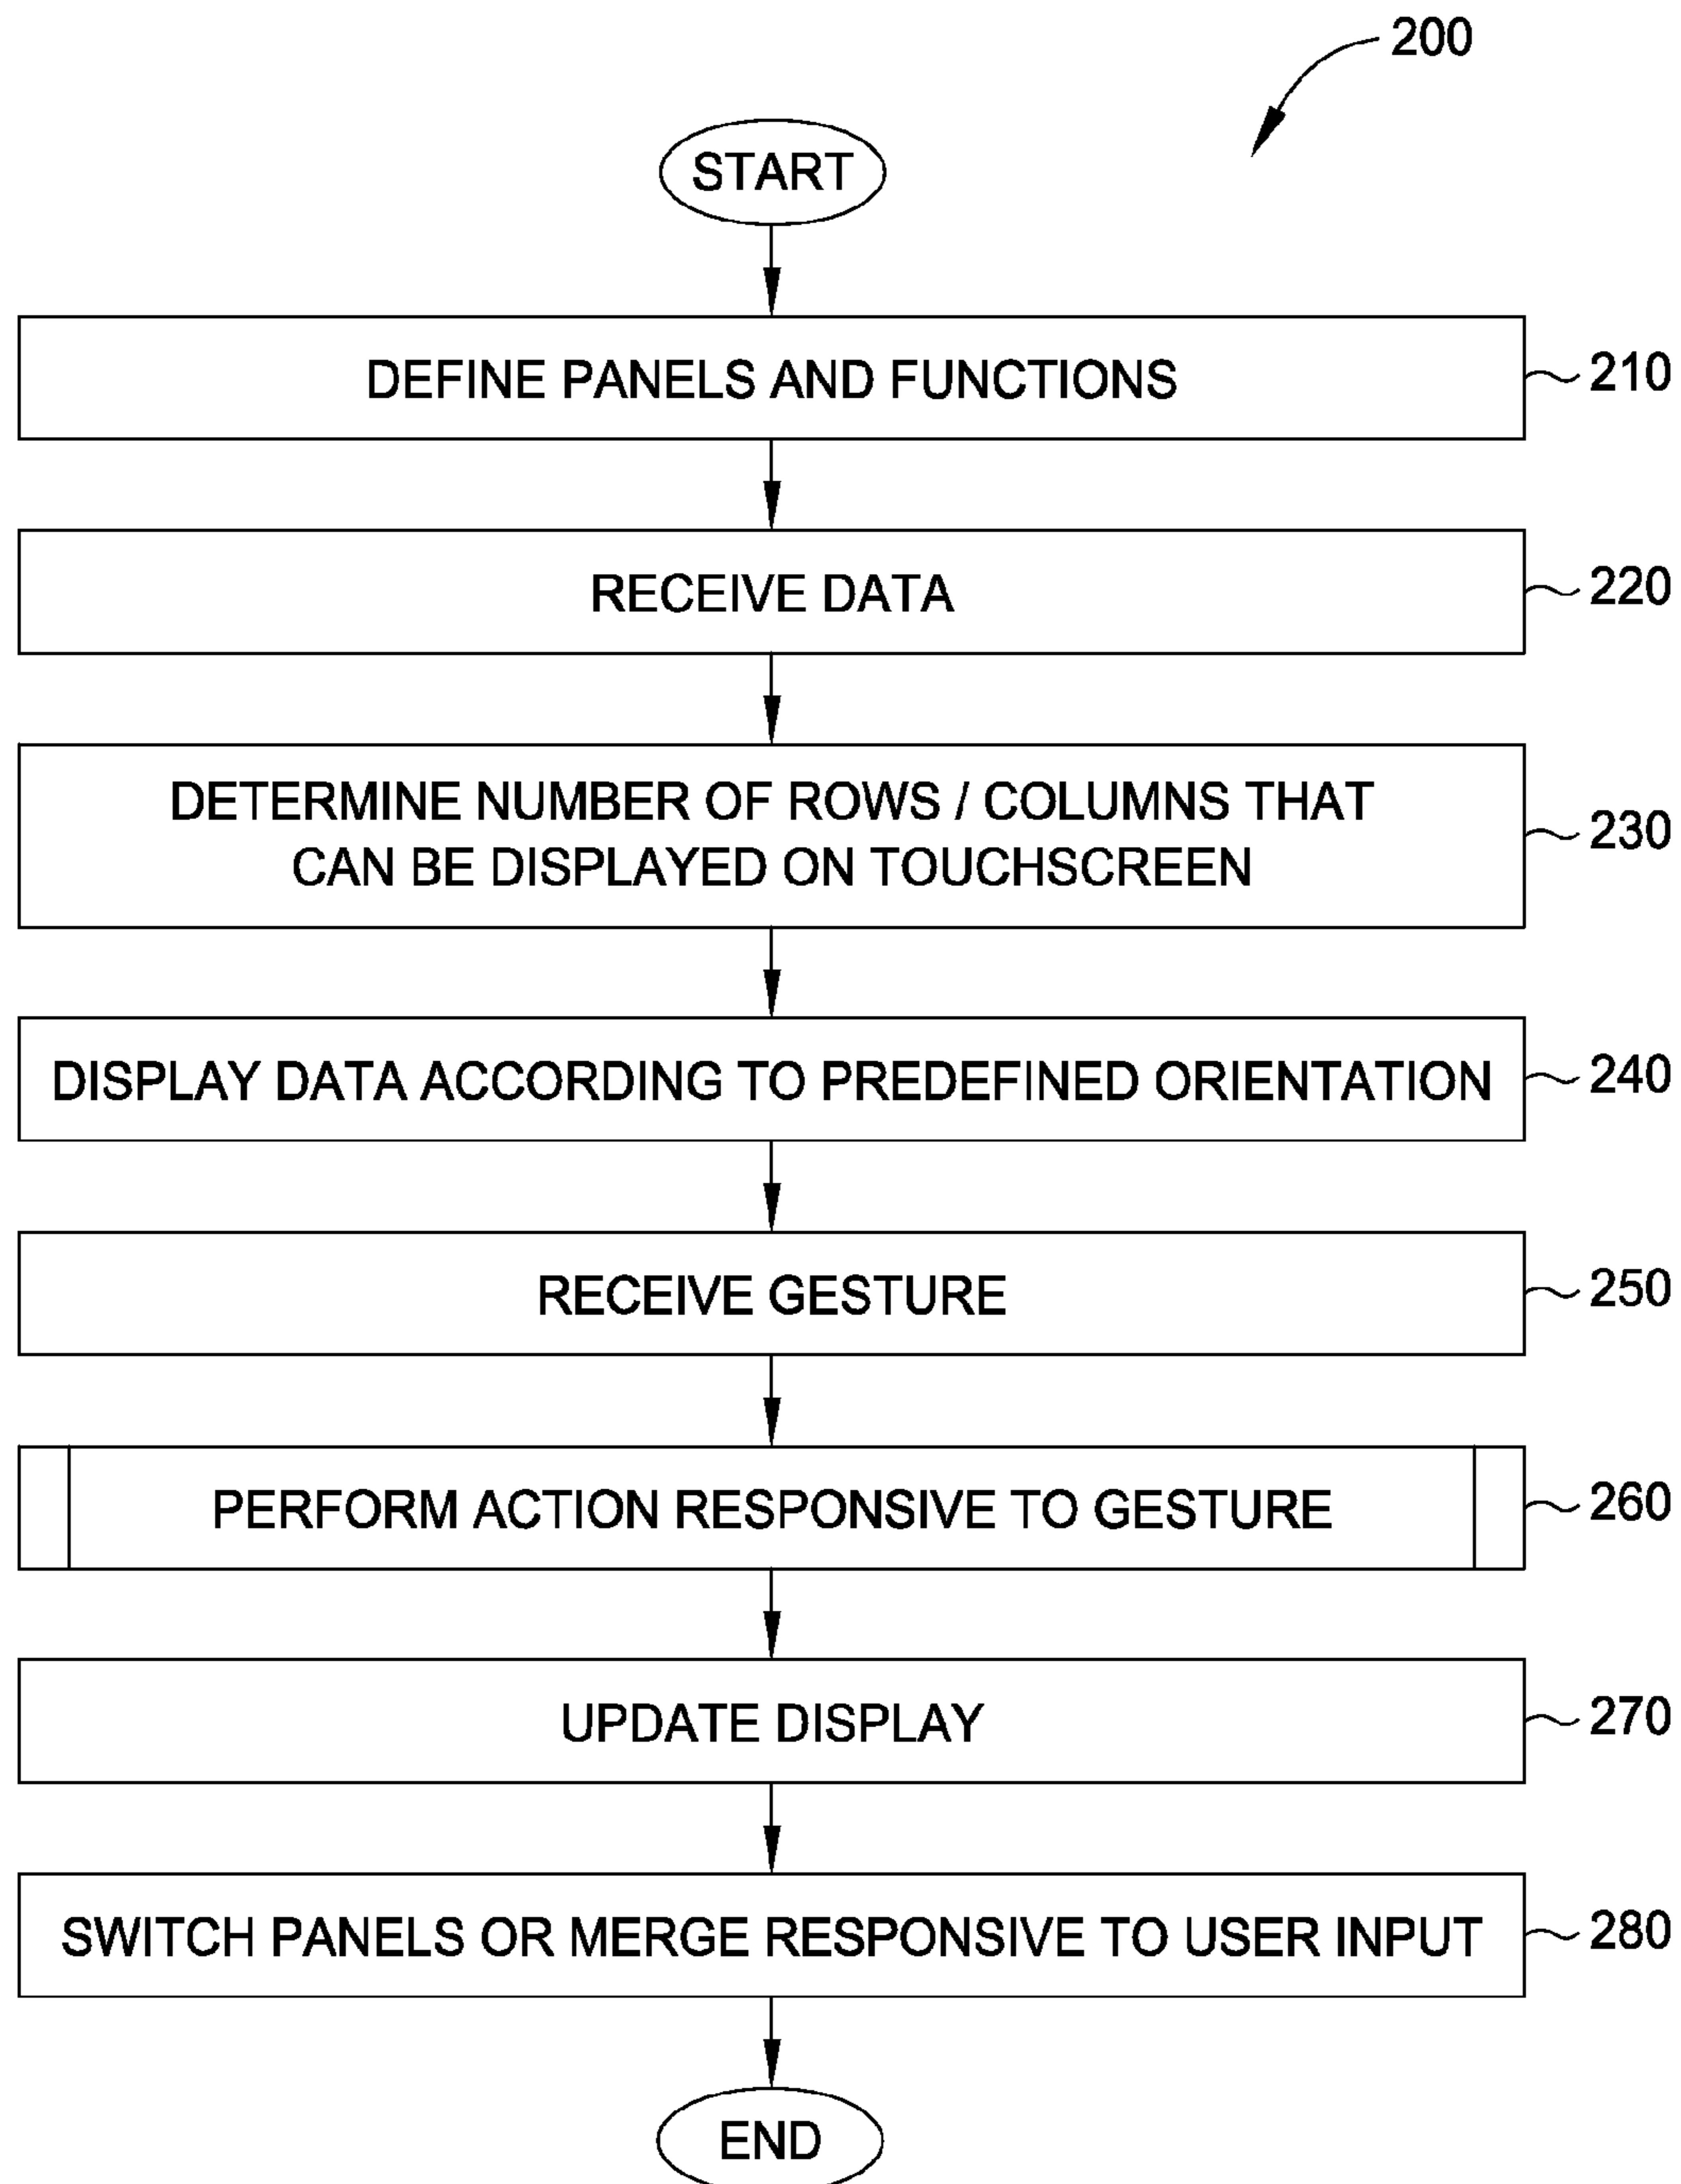 200
START
DEFINE PANELS AND FUNCTIONS
210
RECEIVE DATA
220
DETERMINE NUMBER OF ROWS / COLUMNS THAT
CAN BE DISPLAYED ON TOUCHSCREEN
230
DISPLAY DATA ACCORDING TO PREDEFINED ORIENTATION
240
RECEIVE GESTURE
250
PERFORM ACTION RESPONSIVE TO GESTURE
260
UPDATE DISPLAY
270
SWITCH PANELS OR MERGE RESPONSIVE TO USER INPUT
280
END